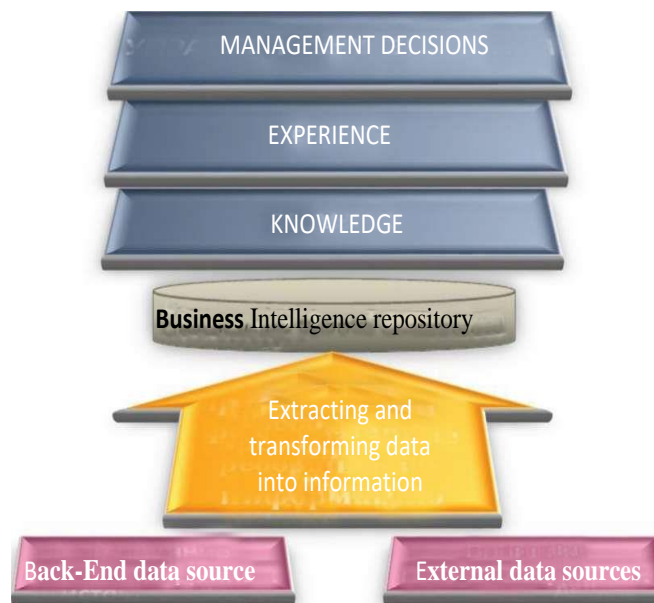 MANAGEMENT DECISIONS
EXPERIENCE
KNOWLEDGE
Business Intelligence repository
Extracting and
transforming data
into information
Back-End data source
External data sources